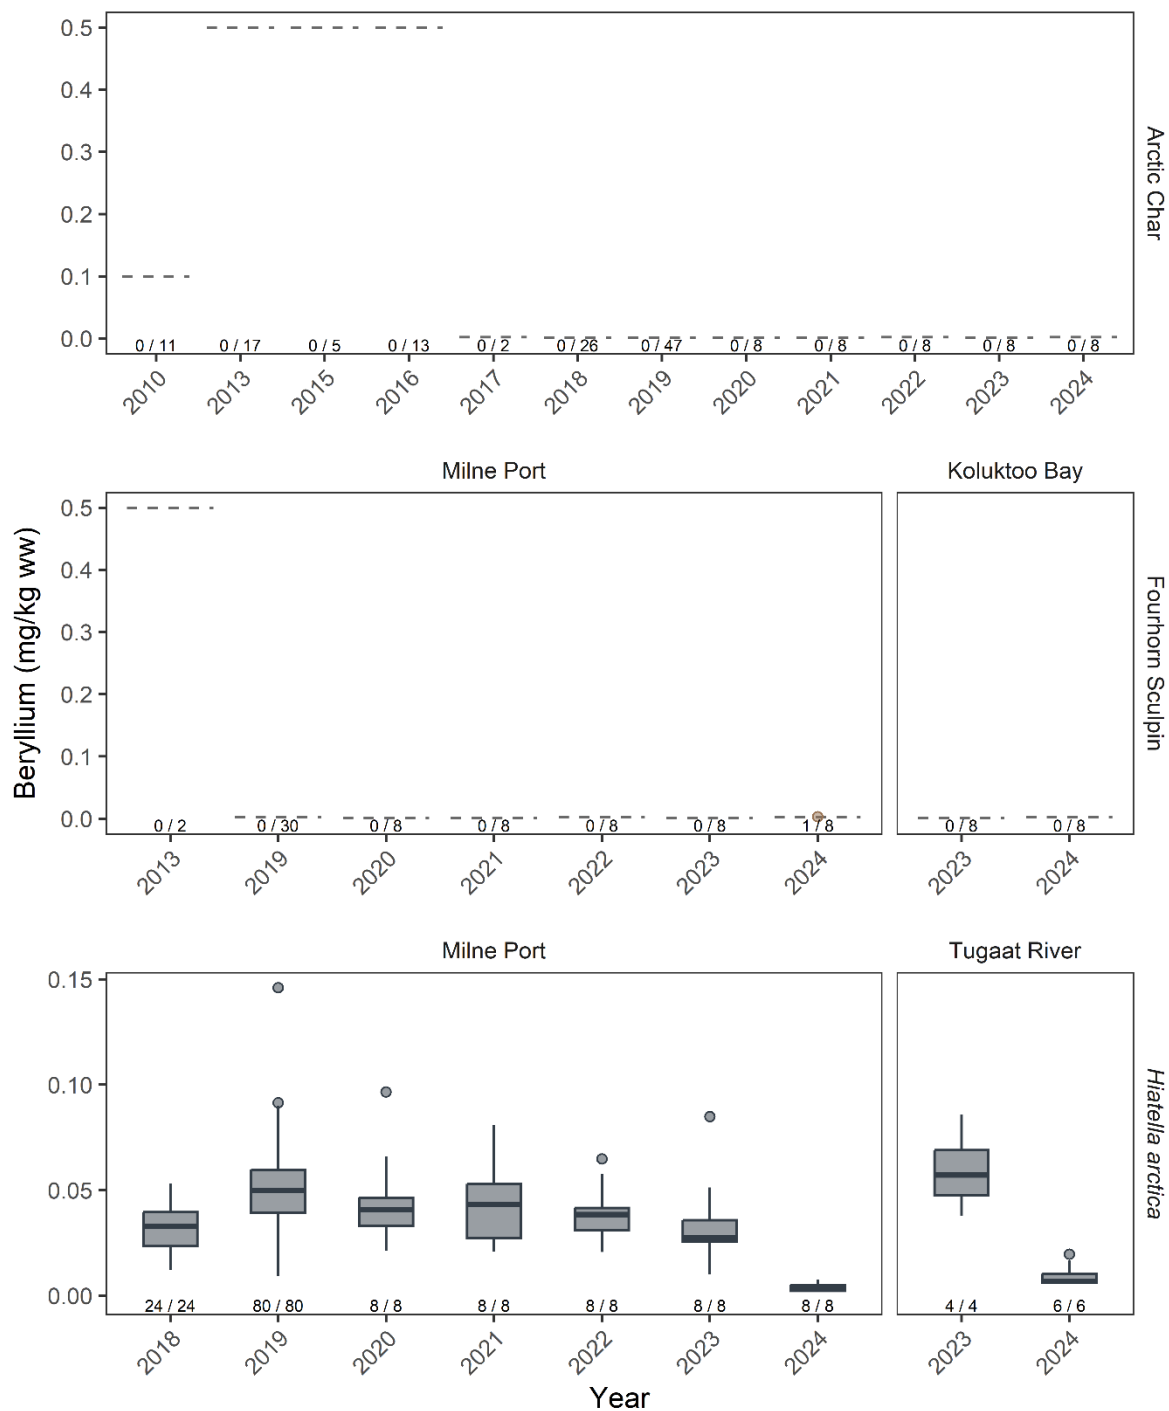 0.5
0.4
0.3
0.2
0.1
0.0
0 / 11 0 / 17 0 / 5 0 / 13 0 / 2 0 / 26 0 / 47 0 / 8 0 / 8 0 / 8 0 / 8 0 / 8
2010 2013 2015 2016 2017 2018 2019 2020 2021 2022 2023 2024
Arctic Char
Milne Port Koluktoo Bay
0.5
0.4
0.3
0.2
0.1
0.0
0 / 2 0 / 30 0 / 8 0 / 8 0 / 8 0 / 8 1 / 8 0 / 8 0 / 8
2013 2019 2020 2021 2022 2023 2024 2023 2024
Fourhorn Sculpin
Beryllium (mg/kg ww)
Milne Port Tugaat River
0.15
0.10
0.05
0.00
24 / 24 80 / 80 8 / 8 8 / 8 8 / 8 8 / 8 8 / 8 4 / 4 6 / 6
2018 2019 2020 2021 2022 2023 2024 2023 2024
Hiatella arctica
Year